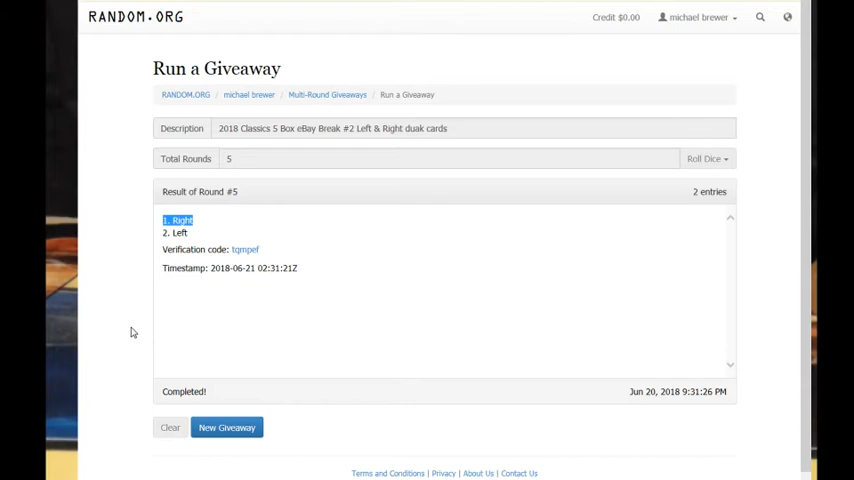 RANDOM.ORG
Credit $0.00
michael brewer
Run a Giveaway
RANDOM.ORG / michael brewer / Multi-Round Giveaways / Run a Giveaway
Description 2018 Classics 5 Box eBay Break #2 Left & Right duak cards
Total Rounds 5 Roll Dice
Result of Round #5 2 entries
1. Right
2. Left
Verification code: tqmpef
Timestamp: 2018-06-21 02:31:21Z
Completed! Jun 20, 2018 9:31:26 PM
Clear New Giveaway
Terms and Conditions | Privacy | About Us | Contact Us